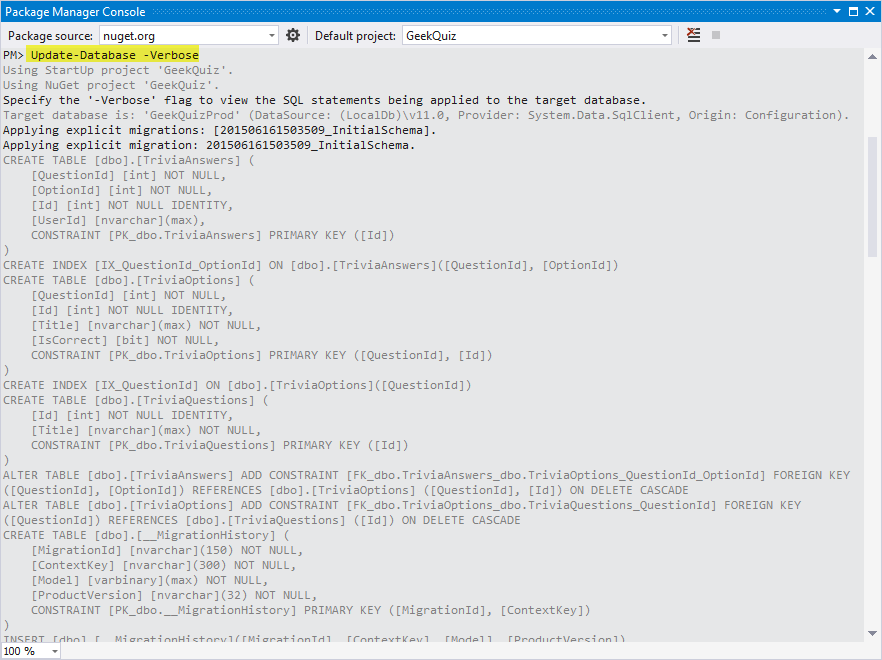 Package Manager Console
Package source: nuget.org Default project: GeekQuiz
PM> Update-Database -Verbose
Using StartUp project 'GeekQuiz'.
Using NuGet project 'GeekQuiz'.
Specify the '-Verbose' flag to view the SQL statements being applied to the target database.
Target database is: 'GeekQuizProd' (DataSource: (LocalDb)\v11.0, Provider: System.Data.SqlClient, Origin: Configuration).
Applying explicit migrations: [201506161503509_InitialSchema].
Applying explicit migration: 201506161503509_InitialSchema.
CREATE TABLE [dbo].[TriviaAnswers] (
    [QuestionId] [int] NOT NULL,
    [OptionId] [int] NOT NULL,
    [Id] [int] NOT NULL IDENTITY,
    [UserId] [nvarchar](max),
    CONSTRAINT [PK_dbo.TriviaAnswers] PRIMARY KEY ([Id])
)
CREATE INDEX [IX_QuestionId_OptionId] ON [dbo].[TriviaAnswers]([QuestionId], [OptionId])
CREATE TABLE [dbo].[TriviaOptions] (
    [QuestionId] [int] NOT NULL,
    [Id] [int] NOT NULL IDENTITY,
    [Title] [nvarchar](max) NOT NULL,
    [IsCorrect] [bit] NOT NULL,
    CONSTRAINT [PK_dbo.TriviaOptions] PRIMARY KEY ([QuestionId], [Id])
)
CREATE INDEX [IX_QuestionId] ON [dbo].[TriviaOptions]([QuestionId])
CREATE TABLE [dbo].[TriviaQuestions] (
    [Id] [int] NOT NULL IDENTITY,
    [Title] [nvarchar](max) NOT NULL,
    CONSTRAINT [PK_dbo.TriviaQuestions] PRIMARY KEY ([Id])
)
ALTER TABLE [dbo].[TriviaAnswers] ADD CONSTRAINT [FK_dbo.TriviaAnswers_dbo.TriviaOptions_QuestionId_OptionId] FOREIGN KEY
([QuestionId], [OptionId]) REFERENCES [dbo].[TriviaOptions] ([QuestionId], [Id]) ON DELETE CASCADE
ALTER TABLE [dbo].[TriviaOptions] ADD CONSTRAINT [FK_dbo.TriviaOptions_dbo.TriviaQuestions_QuestionId] FOREIGN KEY
([QuestionId]) REFERENCES [dbo].[TriviaQuestions] ([Id]) ON DELETE CASCADE
CREATE TABLE [dbo].[__MigrationHistory] (
    [MigrationId] [nvarchar](150) NOT NULL,
    [ContextKey] [nvarchar](300) NOT NULL,
    [Model] [varbinary](max) NOT NULL,
    [ProductVersion] [nvarchar](32) NOT NULL,
    CONSTRAINT [PK_dbo.__MigrationHistory] PRIMARY KEY ([MigrationId], [ContextKey])
)
INSERT [dbo].[__MigrationHistory]([MigrationId], [ContextKey], [Model], [ProductVersion])
100 %